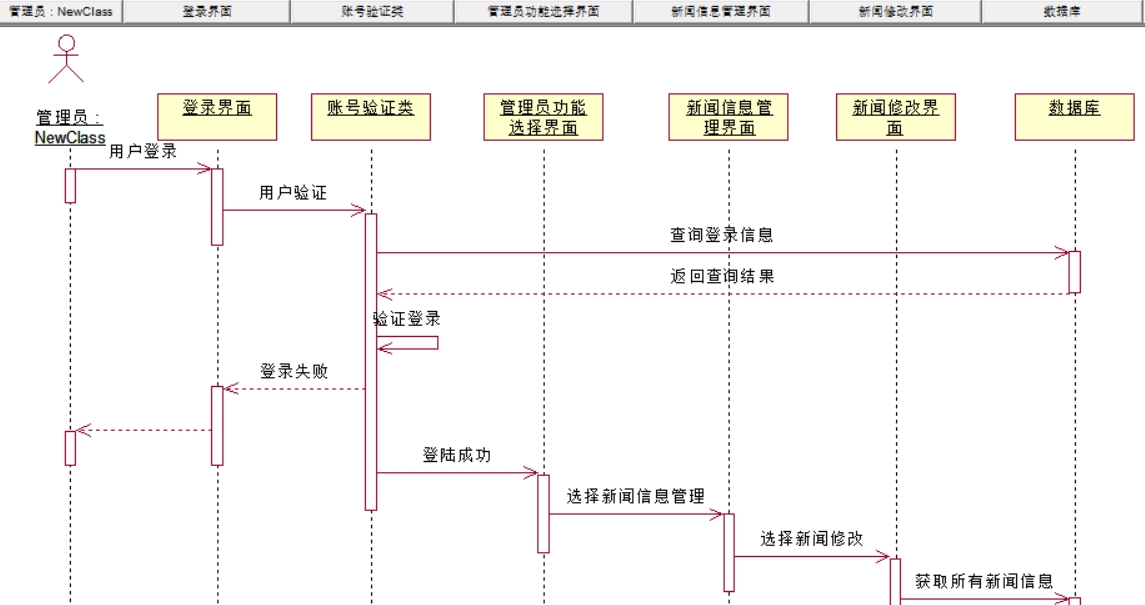 管理员：NewClass
登录界面
账号验证类
管理员功能选择界面
新闻信息管理界面
新闻修改界面
数据库
管理员：
NewClass
登录界面
账号验证类
管理员功能
选择界面
新闻信息管
理界面
新闻修改界
面
数据库
用户登录
用户验证
查询登录信息
返回查询结果
验证登录
登录失败
登陆成功
选择新闻信息管理
选择新闻修改
获取所有新闻信息